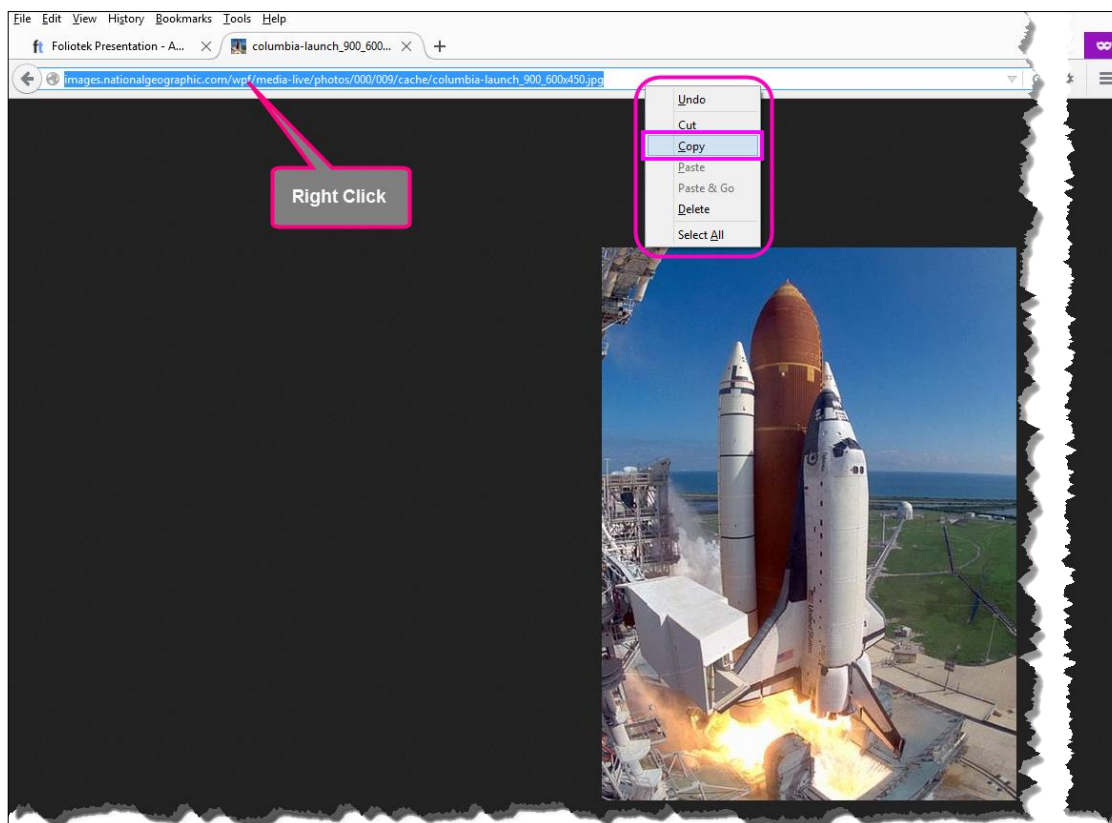 File Edit View History Bookmarks Tools Help
ft Foliotek Presentation - A... columbia-launch_900_600...
images.nationalgeographic.com/wpf/media-live/photos/000/009/cache/columbia-launch_900_600x450.jpg
Undo
Cut
Copy
Paste
Paste & Go
Delete
Select All
Right Click